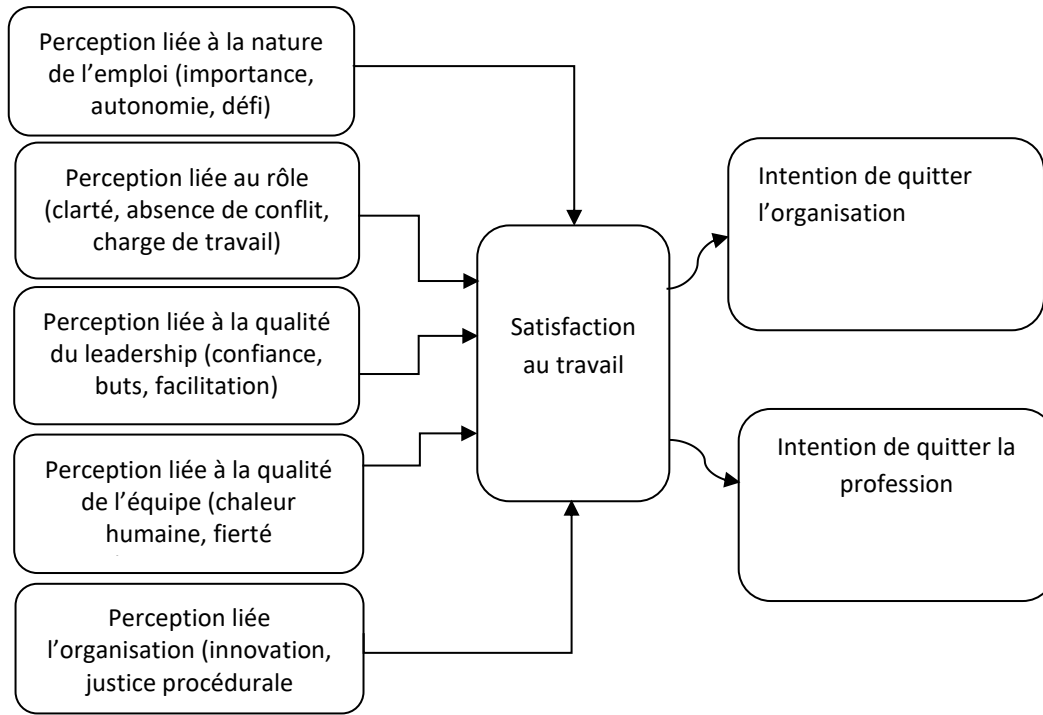 Perception liée à la nature
de l’emploi (importance,
autonomie, défi)
Perception liée au rôle
(clarté, absence de conflit,
charge de travail)
Perception liée à la qualité
du leadership (confiance,
buts, facilitation)
Perception liée à la qualité
de l’équipe (chaleur
humaine, fierté
Perception liée
l’organisation (innovation,
justice procédurale
Satisfaction
au travail
Intention de quitter
l’organisation
Intention de quitter la
profession